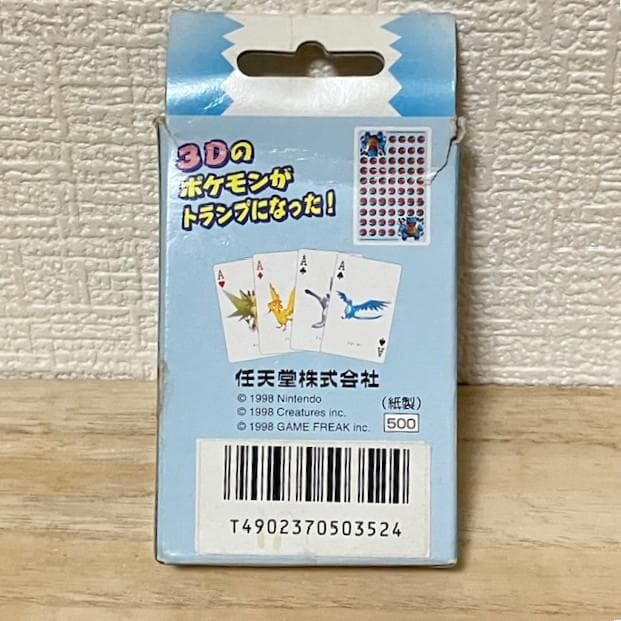 3Dの
ポケモンが
トランプになった!
A
A
A
A
A
任天堂株式会社
© 1998 Nintendo
© 1998 Creatures inc.
© 1998 GAME FREAK inc.
(紙製)
500
T4902370503524